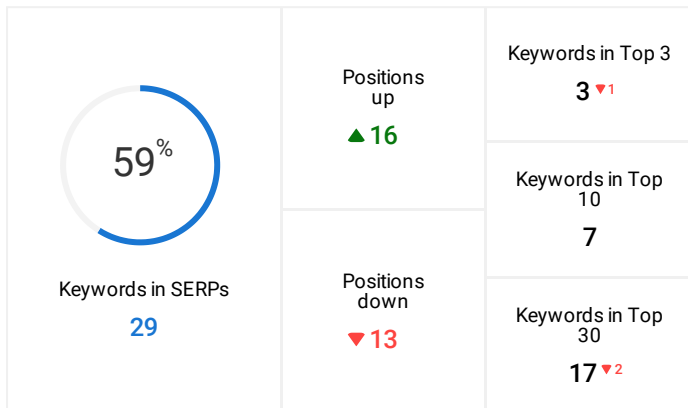 59%
Keywords in SERPs
29
Positions
up
16
Positions
down
13
Keywords in Top 3
3 1
Keywords in Top
10
7
Keywords in Top
30
17 2